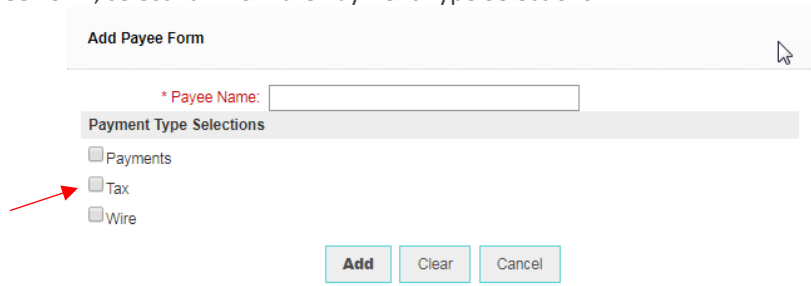 Add Payee Form
* Payee Name:
Payment Type Selections
Payments
Tax
Wire
Add Clear Cancel